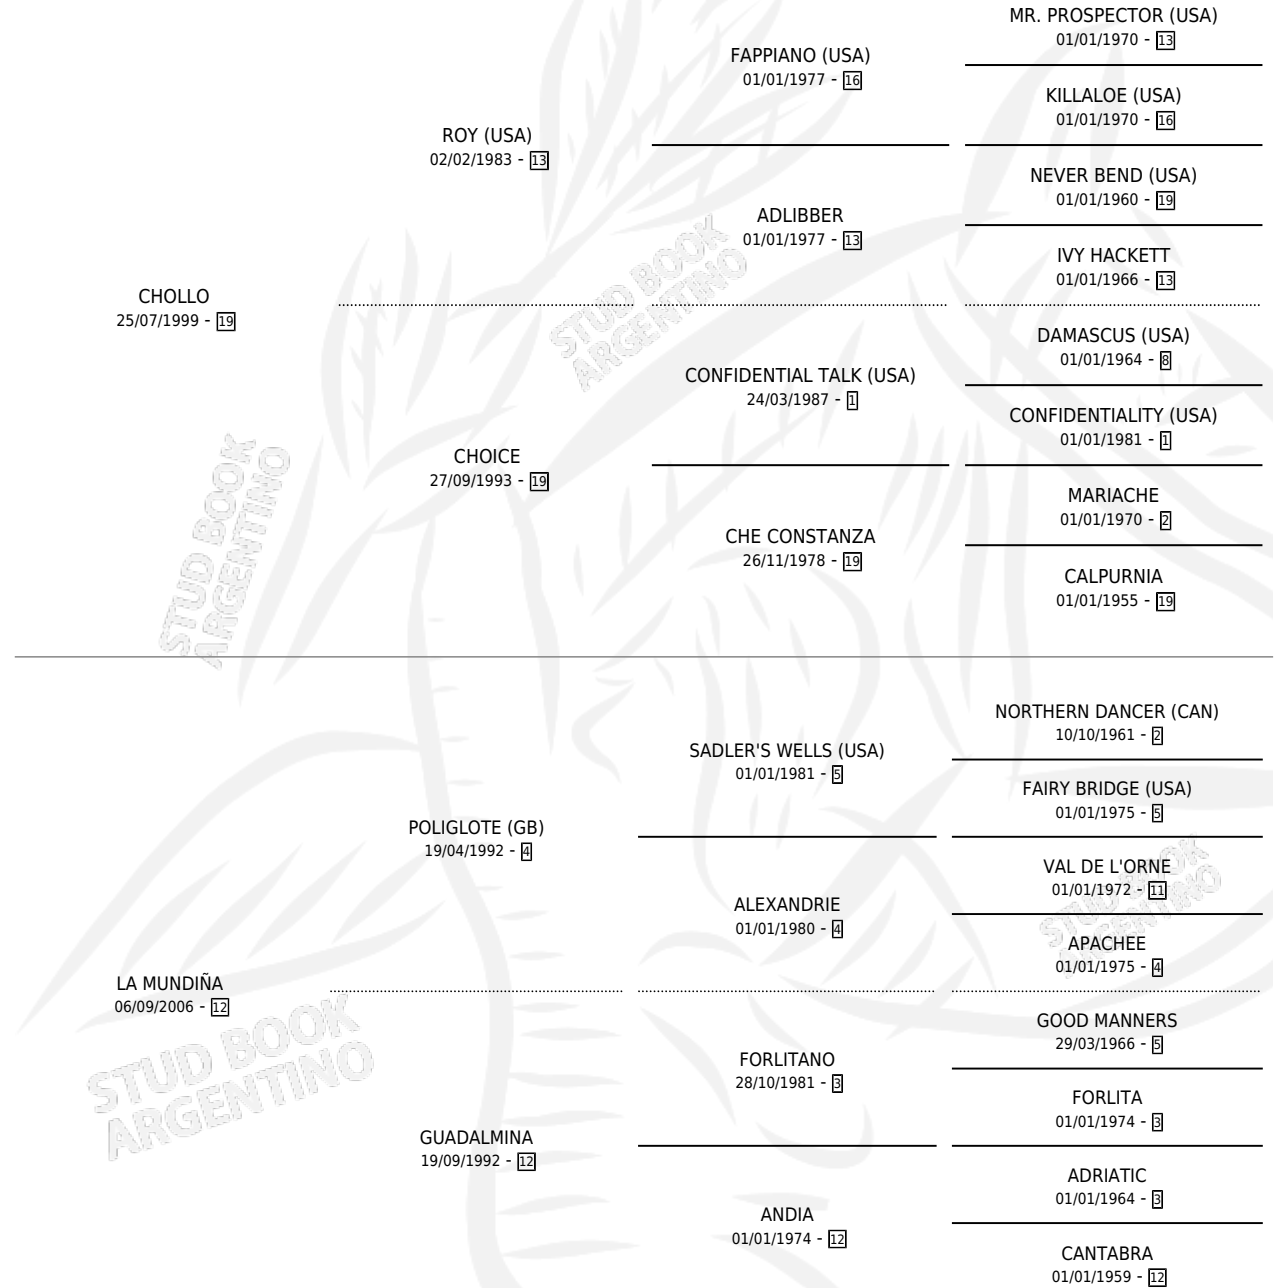 CHOLLO
25/07/1999 - 19
ROY (USA)
02/02/1983 - 13
FAPPIANO (USA)
01/01/1977 - 16
MR. PROSPECTOR (USA)
01/01/1970 - 13
KILLALOE (USA)
01/01/1970 - 16
ADLIBBER
01/01/1977 - 13
NEVER BEND (USA)
01/01/1960 - 19
IVY HACKETT
01/01/1966 - 13
CHOICE
27/09/1993 - 19
CONFIDENTIAL TALK (USA)
24/03/1987 - 1
DAMASCUS (USA)
01/01/1964 - 8
CONFIDENTIALITY (USA)
01/01/1981 - 1
CHE CONSTANZA
26/11/1978 - 19
MARIACHE
01/01/1970 - 2
CALPURNIA
01/01/1955 - 19
LA MUNDIÑA
06/09/2006 - 12
POLIGLOTE (GB)
19/04/1992 - 4
SADLER'S WELLS (USA)
01/01/1981 - 5
NORTHERN DANCER (CAN)
10/10/1961 - 2
FAIRY BRIDGE (USA)
01/01/1975 - 5
ALEXANDRIE
01/01/1980 - 4
VAL DE L'ORNE
01/01/1972 - 11
APACHEE
01/01/1975 - 4
GUADALMINA
19/09/1992 - 12
FORLITANO
28/10/1981 - 3
GOOD MANNERS
29/03/1966 - 5
FORLITA
01/01/1974 - 3
ANDIA
01/01/1974 - 12
ADRIATIC
01/01/1964 - 3
CANTABRA
01/01/1959 - 12
STUD BOOK
ARGENTINO
STUD BOOK
ARGENTINO
STUD BOOK
ARGENTINO
STUD BOOK
ARGENTINO